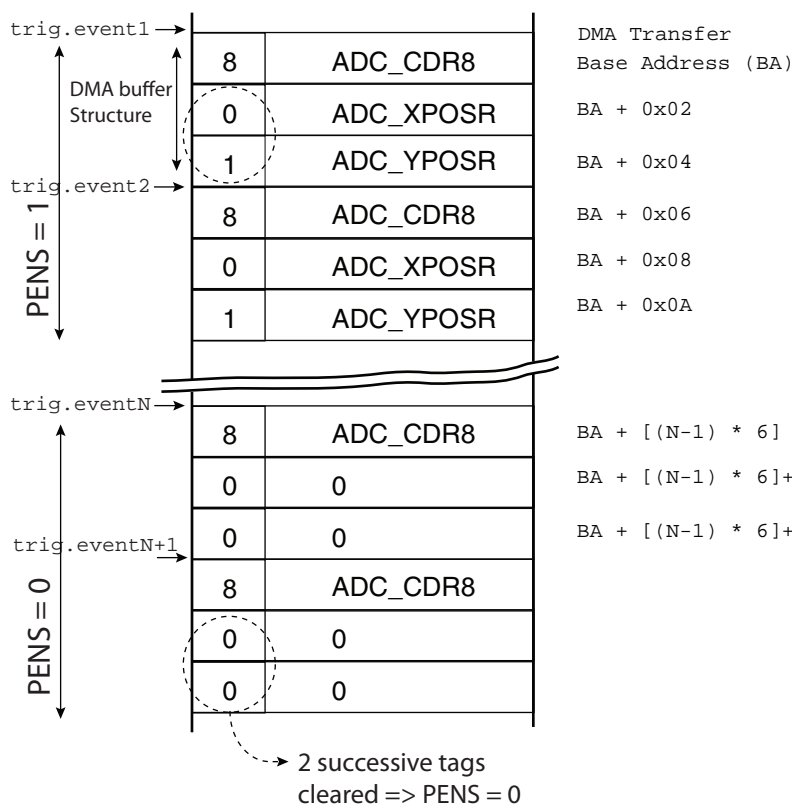 trig.event1
DMA Transfer
8 ADC_CDR8 Base Address (BA)
DMA buffer
Structure
0 ADC_XPOSR BA + 0x02
1 ADC_YPOSR BA + 0x04
trig.event2
8 ADC_CDR8 BA + 0x06
PENS = 1
0 ADC_XPOSR BA + 0x08
1 ADC_YPOSR BA + 0x0A
trig.eventN
8 ADC_CDR8 BA + [(N-1) * 6]
0 0 BA + [(N-1) * 6]+
0 0 BA + [(N-1) * 6]+
trig.eventN+1
8 ADC_CDR8
PENS = 0
0 0
0 0
2 successive tags
cleared => PENS = 0